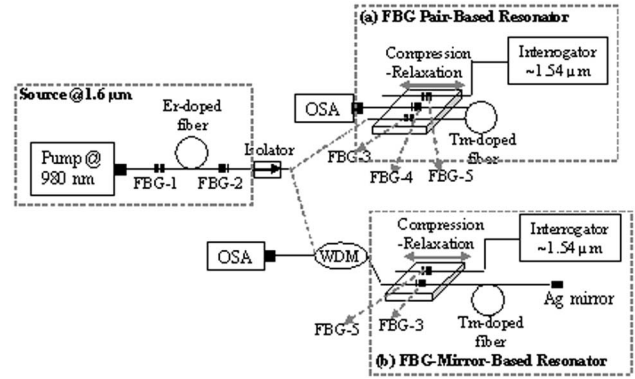 (a) FBG Pair-Based Resonator
Compression
-Relaxation
Interrogator
~1.54 µm
Source @1.6 µm
Er-doped
fiber
OSA
Isolator
Tm-doped
fiber
Pump @
980 nm
FBG-1
FBG-2
FBG-3
FBG-4
FBG-5
Compression
-Relaxation
Interrogator
~1.54 µm
OSA
WDM
Ag mirror
FBG-5
FBG-3
Tm-doped
fiber
(b) FBG-Mirror-Based Resonator